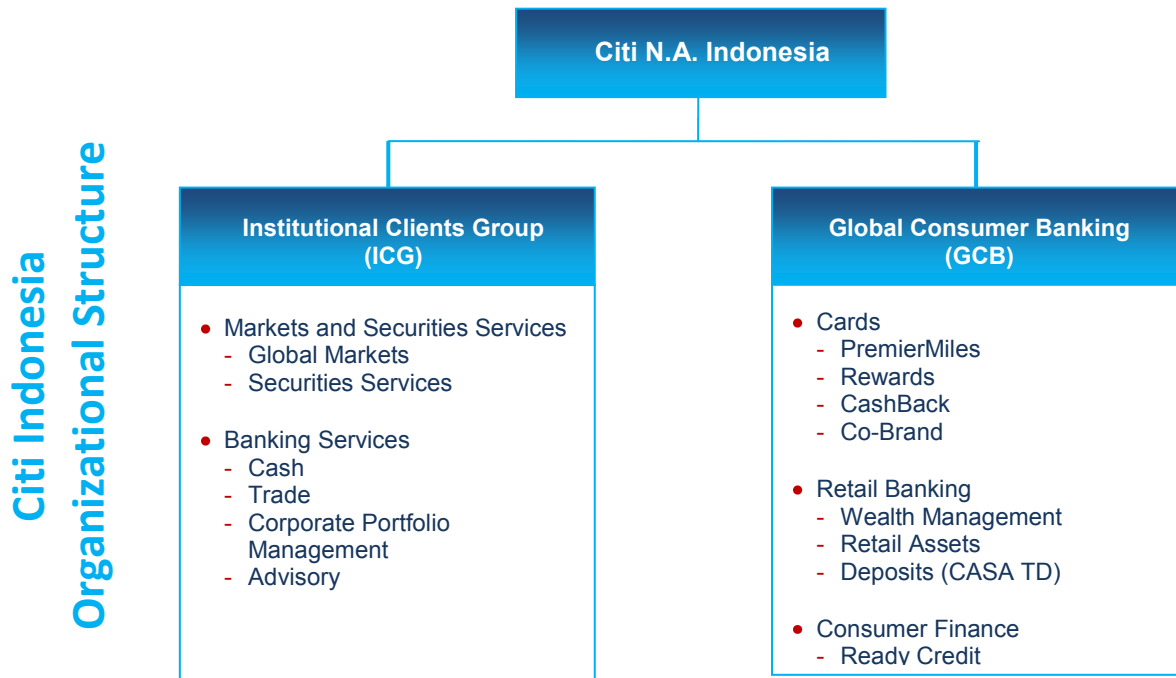 Citi Indonesia
Organizational Structure
Citi N.A. Indonesia
Institutional Clients Group
(ICG)
• Markets and Securities Services
- Global Markets
- Securities Services
• Banking Services
- Cash
- Trade
- Corporate Portfolio
Management
- Advisory
Global Consumer Banking
(GCB)
• Cards
- PremierMiles
- Rewards
- CashBack
- Co-Brand
• Retail Banking
- Wealth Management
- Retail Assets
- Deposits (CASA TD)
• Consumer Finance
- Ready Credit